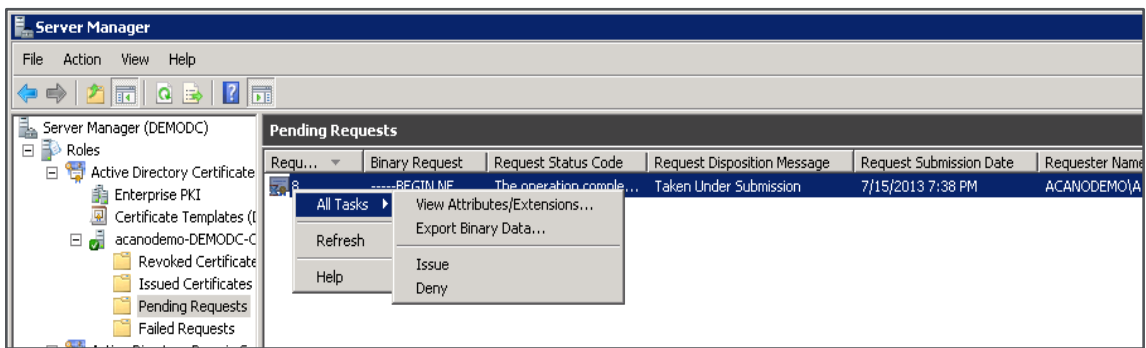 Server Manager
File Action View Help
Server Manager (DEMODC)
Roles
Active Directory Certificate
Enterprise PKI
Certificate Templates (
acanodemo-DEMODC-C
Revoked Certificate
Issued Certificates
Pending Requests
Failed Requests
Pending Requests
Requ... Binary Request Request Status Code Request Disposition Message Request Submission Date Requester Name
8 -----BEGIN NE... The operation comple... Taken Under Submission 7/15/2013 7:38 PM ACANODEMO\A
All Tasks
Refresh
Help
View Attributes/Extensions...
Export Binary Data...
Issue
Deny